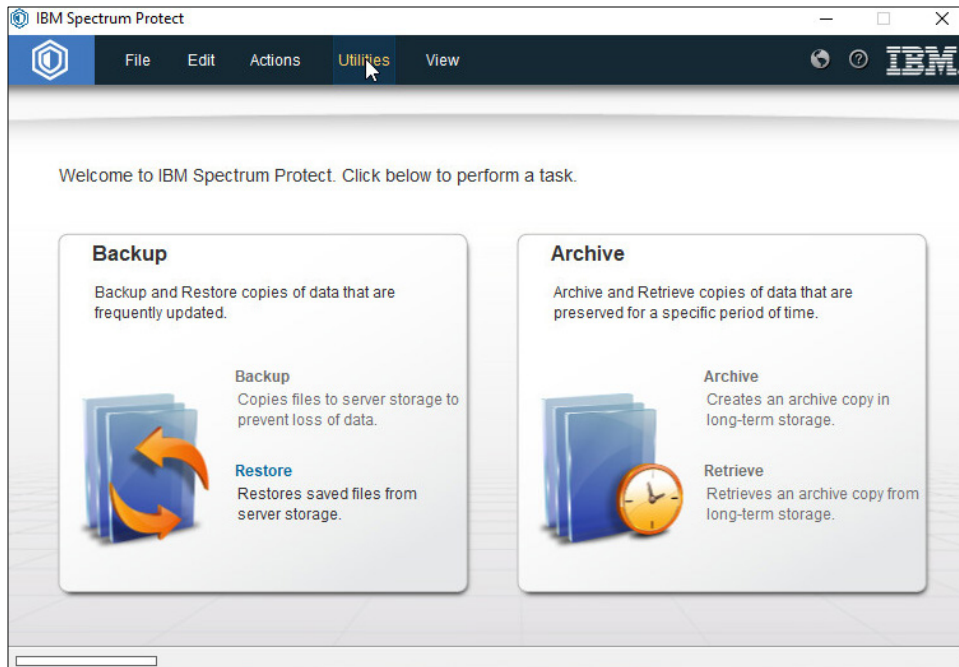 IBM Spectrum Protect
File Edit Actions Utilities View
IBM
Welcome to IBM Spectrum Protect. Click below to perform a task.
Backup
Backup and Restore copies of data that are
frequently updated.
Backup
Copies files to server storage to
prevent loss of data.
Restore
Restores saved files from
server storage.
Archive
Archive and Retrieve copies of data that are
preserved for a specific period of time.
Archive
Creates an archive copy in
long-term storage.
Retrieve
Retrieves an archive copy from
long-term storage.